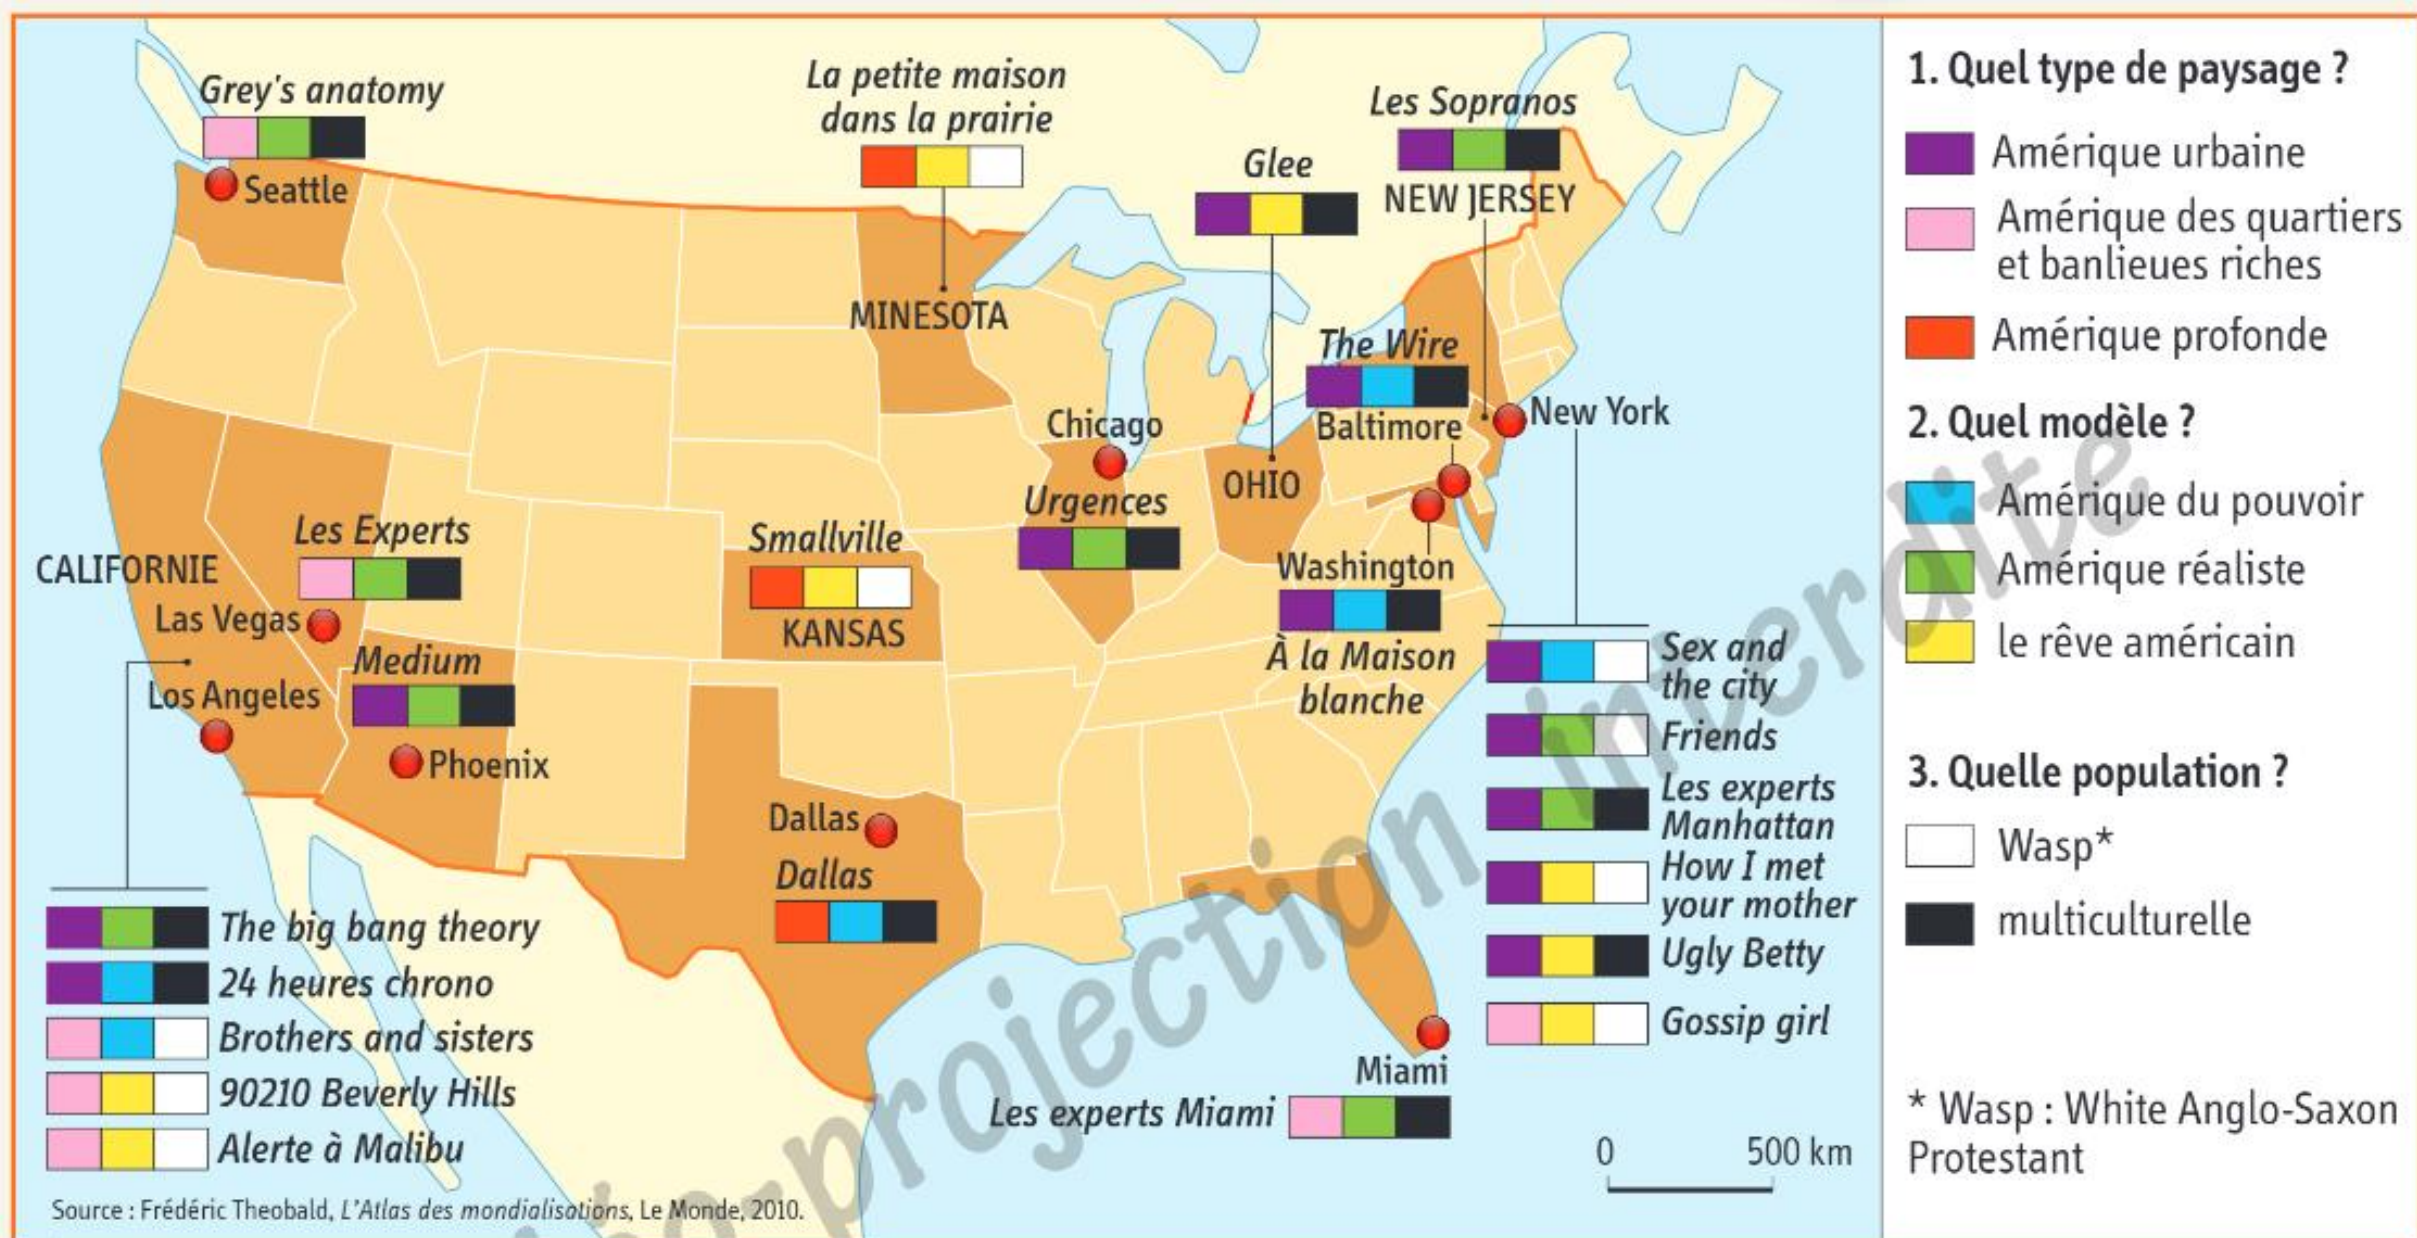 Grey's anatomy
Seattle
La petite maison
dans la prairie
MINESOTA
Glee
OHIO
Les Sopranos
NEW JERSEY
The Wire
Baltimore
New York
Chicago
Urgences
Washington
À la Maison
blanche
Smallville
KANSAS
Les Experts
CALIFORNIE
Las Vegas
Medium
Los Angeles
Phoenix
Dallas
Dallas
The big bang theory
24 heures chrono
Brothers and sisters
90210 Beverly Hills
Alerte à Malibu
Sex and
the city
Friends
Les experts
Manhattan
How I met
your mother
Ugly Betty
Gossip girl
Miami
Les experts Miami
0 500 km
Source : Frédéric Theobald, L'Atlas des mondialisations, Le Monde, 2010.
1. Quel type de paysage ?
Amérique urbaine
Amérique des quartiers
et banlieues riches
Amérique profonde
2. Quel modèle ?
Amérique du pouvoir
Amérique réaliste
le rêve américain
3. Quelle population ?
Wasp*
multiculturelle
* Wasp : White Anglo-Saxon
Protestant
éo-projection interdite